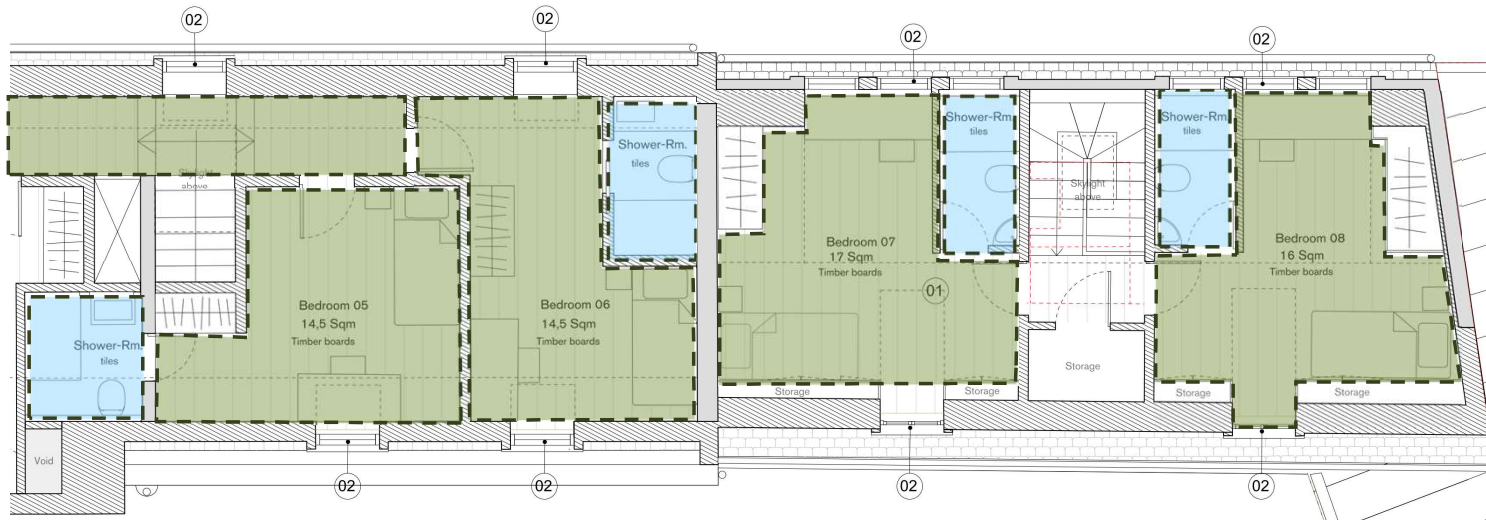 02
02
02
02
Shower-Rm.
tiles
Shower-Rm.
tiles
Shower-Rm.
tiles
Skylight
above
Skylight
above
Bedroom 07
17 Sqm
Timber boards
Bedroom 08
16 Sqm
Timber boards
01
Bedroom 05
14,5 Sqm
Timber boards
Bedroom 06
14,5 Sqm
Timber boards
Shower-Rm.
tiles
Storage
Storage
Storage
Storage
Storage
Void
02
02
02
02